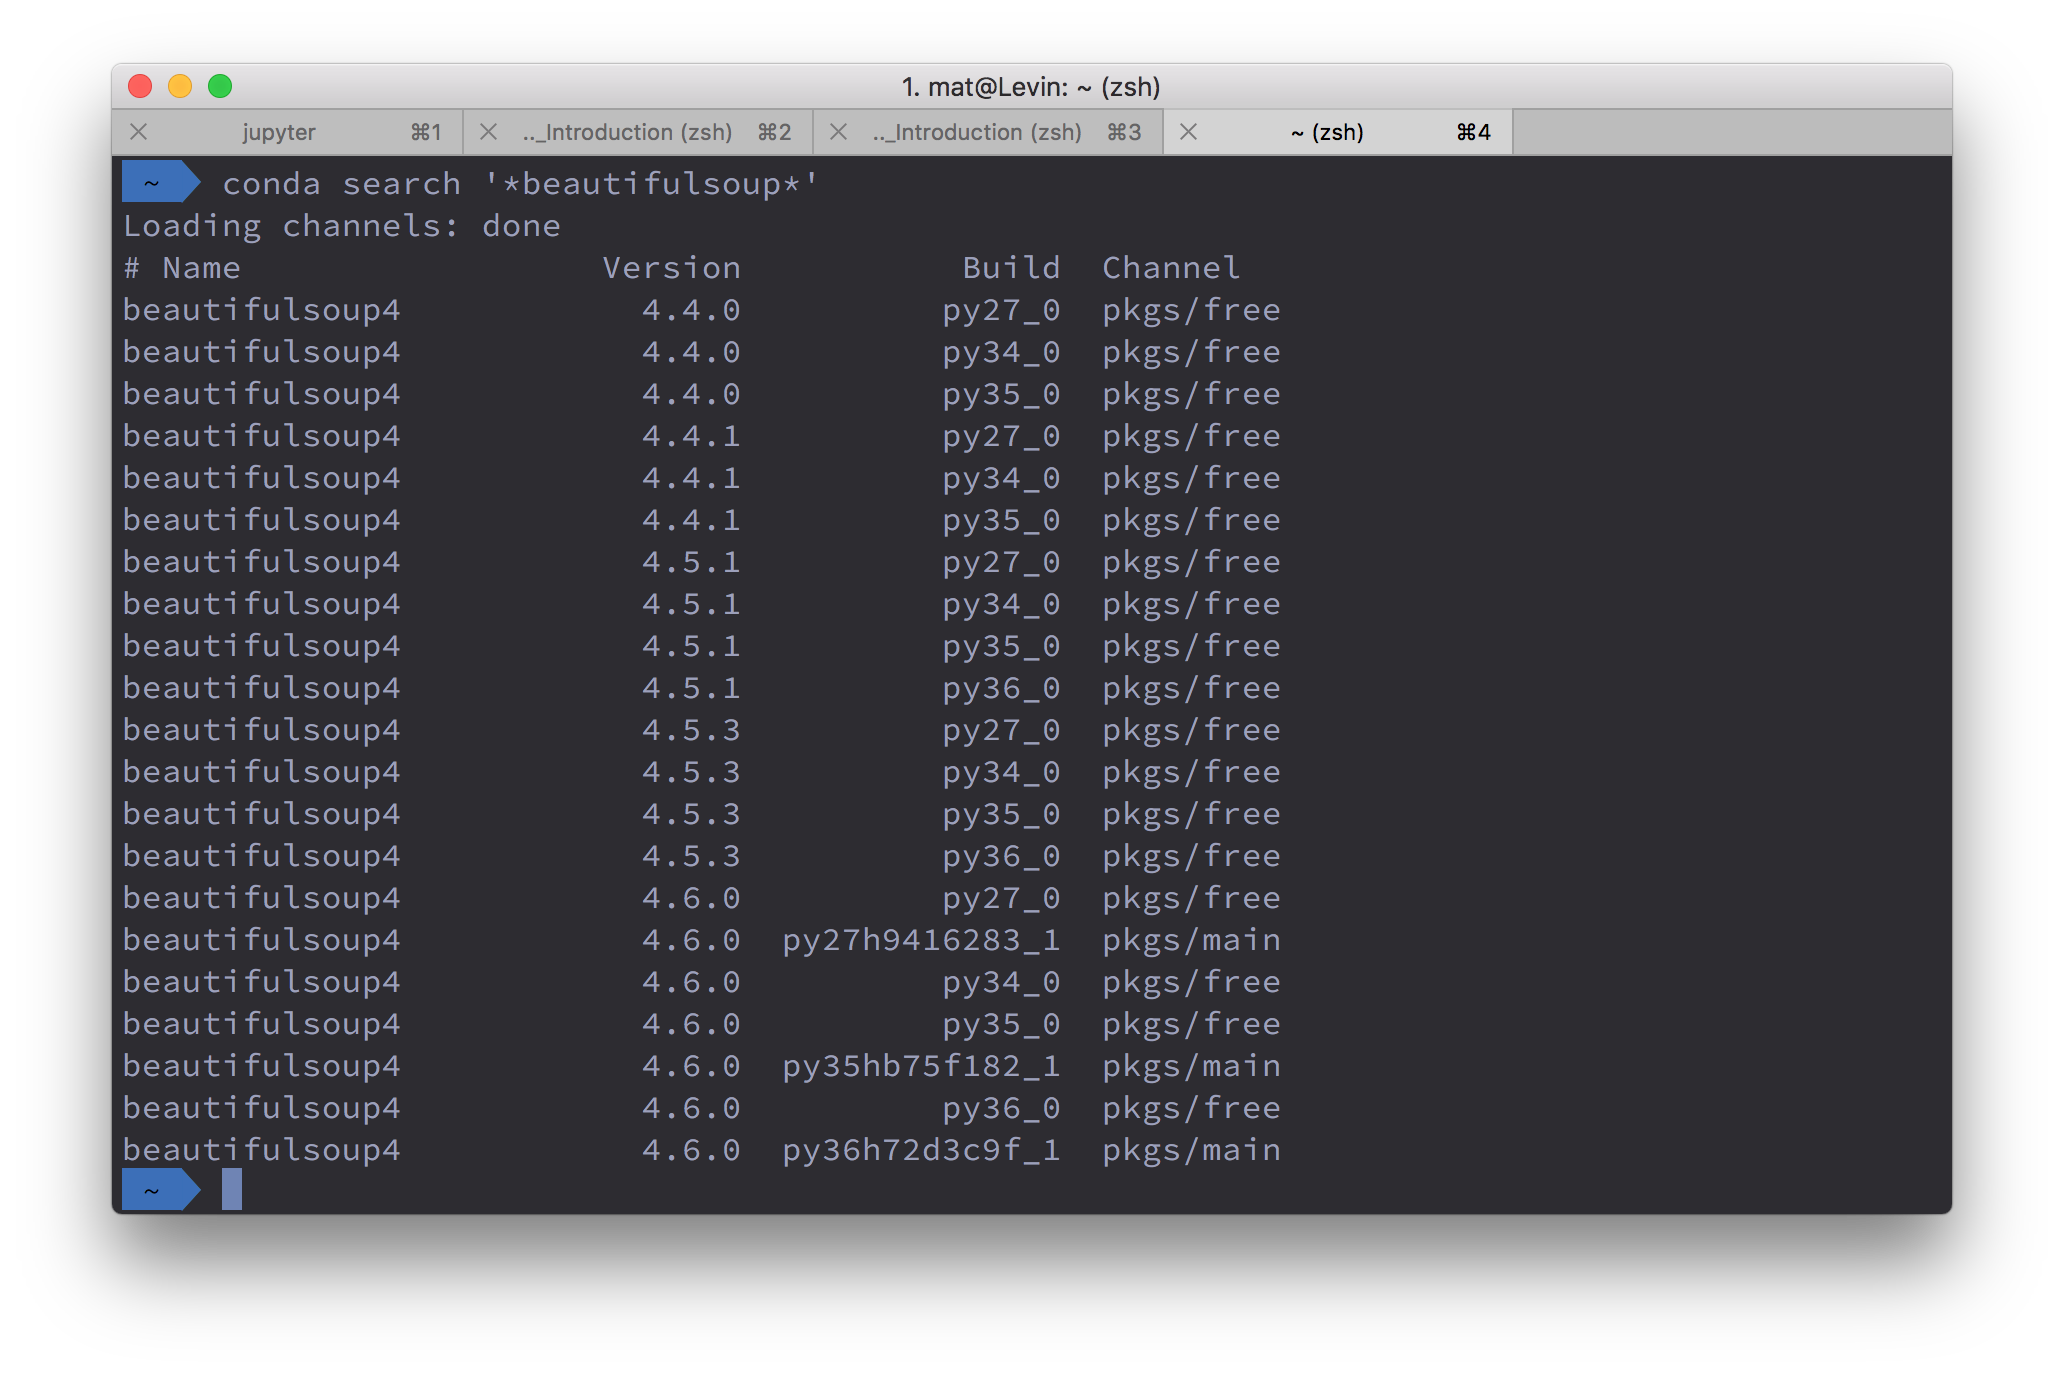 1. mat@Levin: ~ (zsh)
jupyter ⌘1 .._Introduction (zsh) ⌘2 .._Introduction (zsh) ⌘3 ~ (zsh) ⌘4
~ conda search '*beautifulsoup*'
Loading channels: done
# Name Version Build Channel
beautifulsoup4 4.4.0 py27_0 pkgs/free
beautifulsoup4 4.4.0 py34_0 pkgs/free
beautifulsoup4 4.4.0 py35_0 pkgs/free
beautifulsoup4 4.4.1 py27_0 pkgs/free
beautifulsoup4 4.4.1 py34_0 pkgs/free
beautifulsoup4 4.4.1 py35_0 pkgs/free
beautifulsoup4 4.5.1 py27_0 pkgs/free
beautifulsoup4 4.5.1 py34_0 pkgs/free
beautifulsoup4 4.5.1 py35_0 pkgs/free
beautifulsoup4 4.5.1 py36_0 pkgs/free
beautifulsoup4 4.5.3 py27_0 pkgs/free
beautifulsoup4 4.5.3 py34_0 pkgs/free
beautifulsoup4 4.5.3 py35_0 pkgs/free
beautifulsoup4 4.5.3 py36_0 pkgs/free
beautifulsoup4 4.6.0 py27_0 pkgs/free
beautifulsoup4 4.6.0 py27h9416283_1 pkgs/main
beautifulsoup4 4.6.0 py34_0 pkgs/free
beautifulsoup4 4.6.0 py35_0 pkgs/free
beautifulsoup4 4.6.0 py35hb75f182_1 pkgs/main
beautifulsoup4 4.6.0 py36_0 pkgs/free
beautifulsoup4 4.6.0 py36h72d3c9f_1 pkgs/main
~